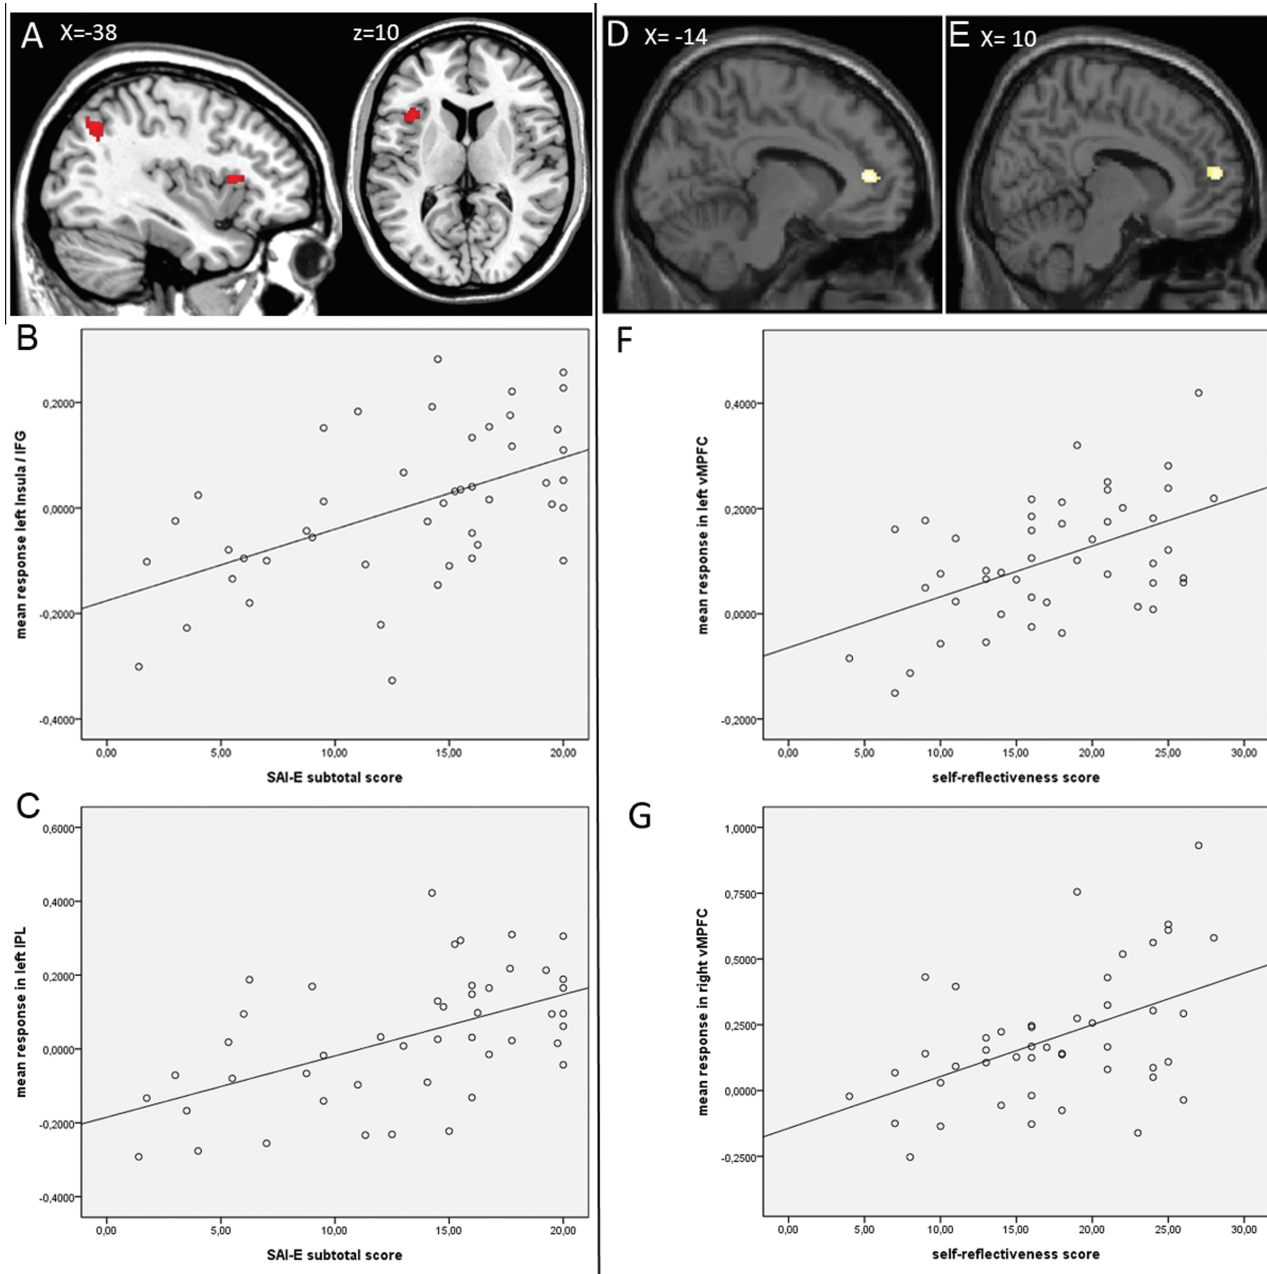 A X=-38 z=10
D X= -14
E X= 10
B
0,2000
0,0000
-0,2000
-0,4000
mean response left Insula / IFG
0,00 5,00 10,00 15,00 20,00
SAI-E subtotal score
C
0,6000
0,4000
0,2000
0,0000
-0,2000
-0,4000
mean response in left IPL
0,00 5,00 10,00 15,00 20,00
SAI-E subtotal score
F
0,4000
0,2000
0,0000
-0,2000
mean response in left vMPFC
0,00 5,00 10,00 15,00 20,00 25,00 30,00
self-reflectiveness score
G
1,0000
0,7500
0,5000
0,2500
0,0000
-0,2500
mean response in right vMPFC
0,00 5,00 10,00 15,00 20,00 25,00 30,00
self-reflectiveness score